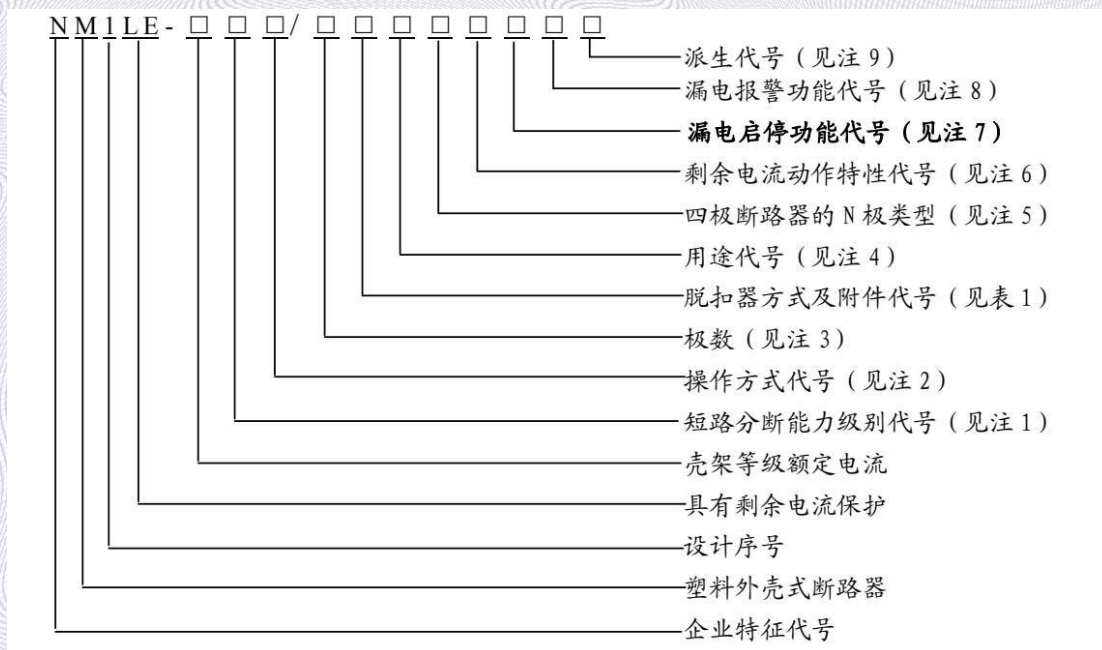 NM1LE-□□□/□□□□□□□□
派生代号（见注9）
漏电报警功能代号（见注8）
漏电启停功能代号（见注7）
剩余电流动作特性代号（见注6）
四极断路器的N极类型（见注5）
用途代号（见注4）
脱扣器方式及附件代号（见表1）
极数（见注3）
操作方式代号（见注2）
短路分断能力级别代号（见注1）
壳架等级额定电流
具有剩余电流保护
设计序号
塑料外壳式断路器
企业特征代号